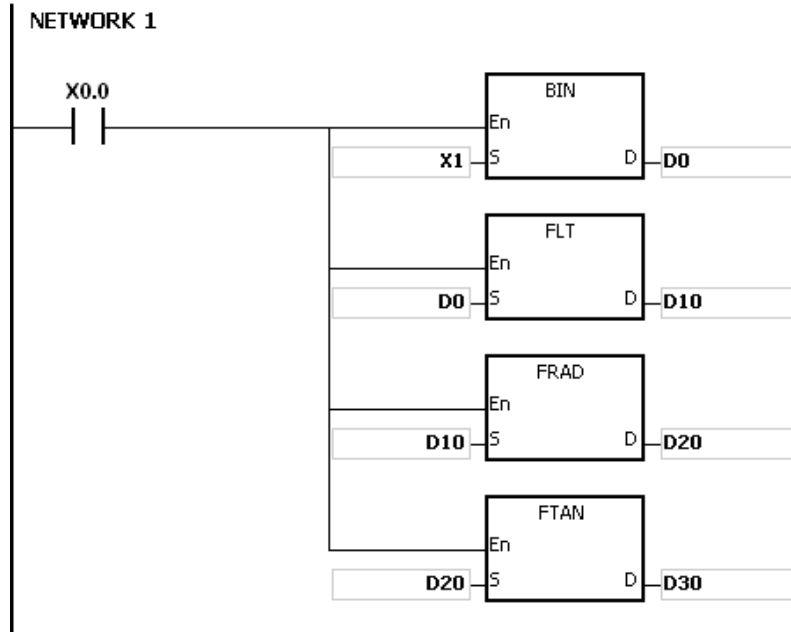 NETWORK 1
X0.0
BIN
En
X1 S D D0
FLT
En
D0 S D D10
FRAD
En
D10 S D D20
FTAN
En
D20 S D D30